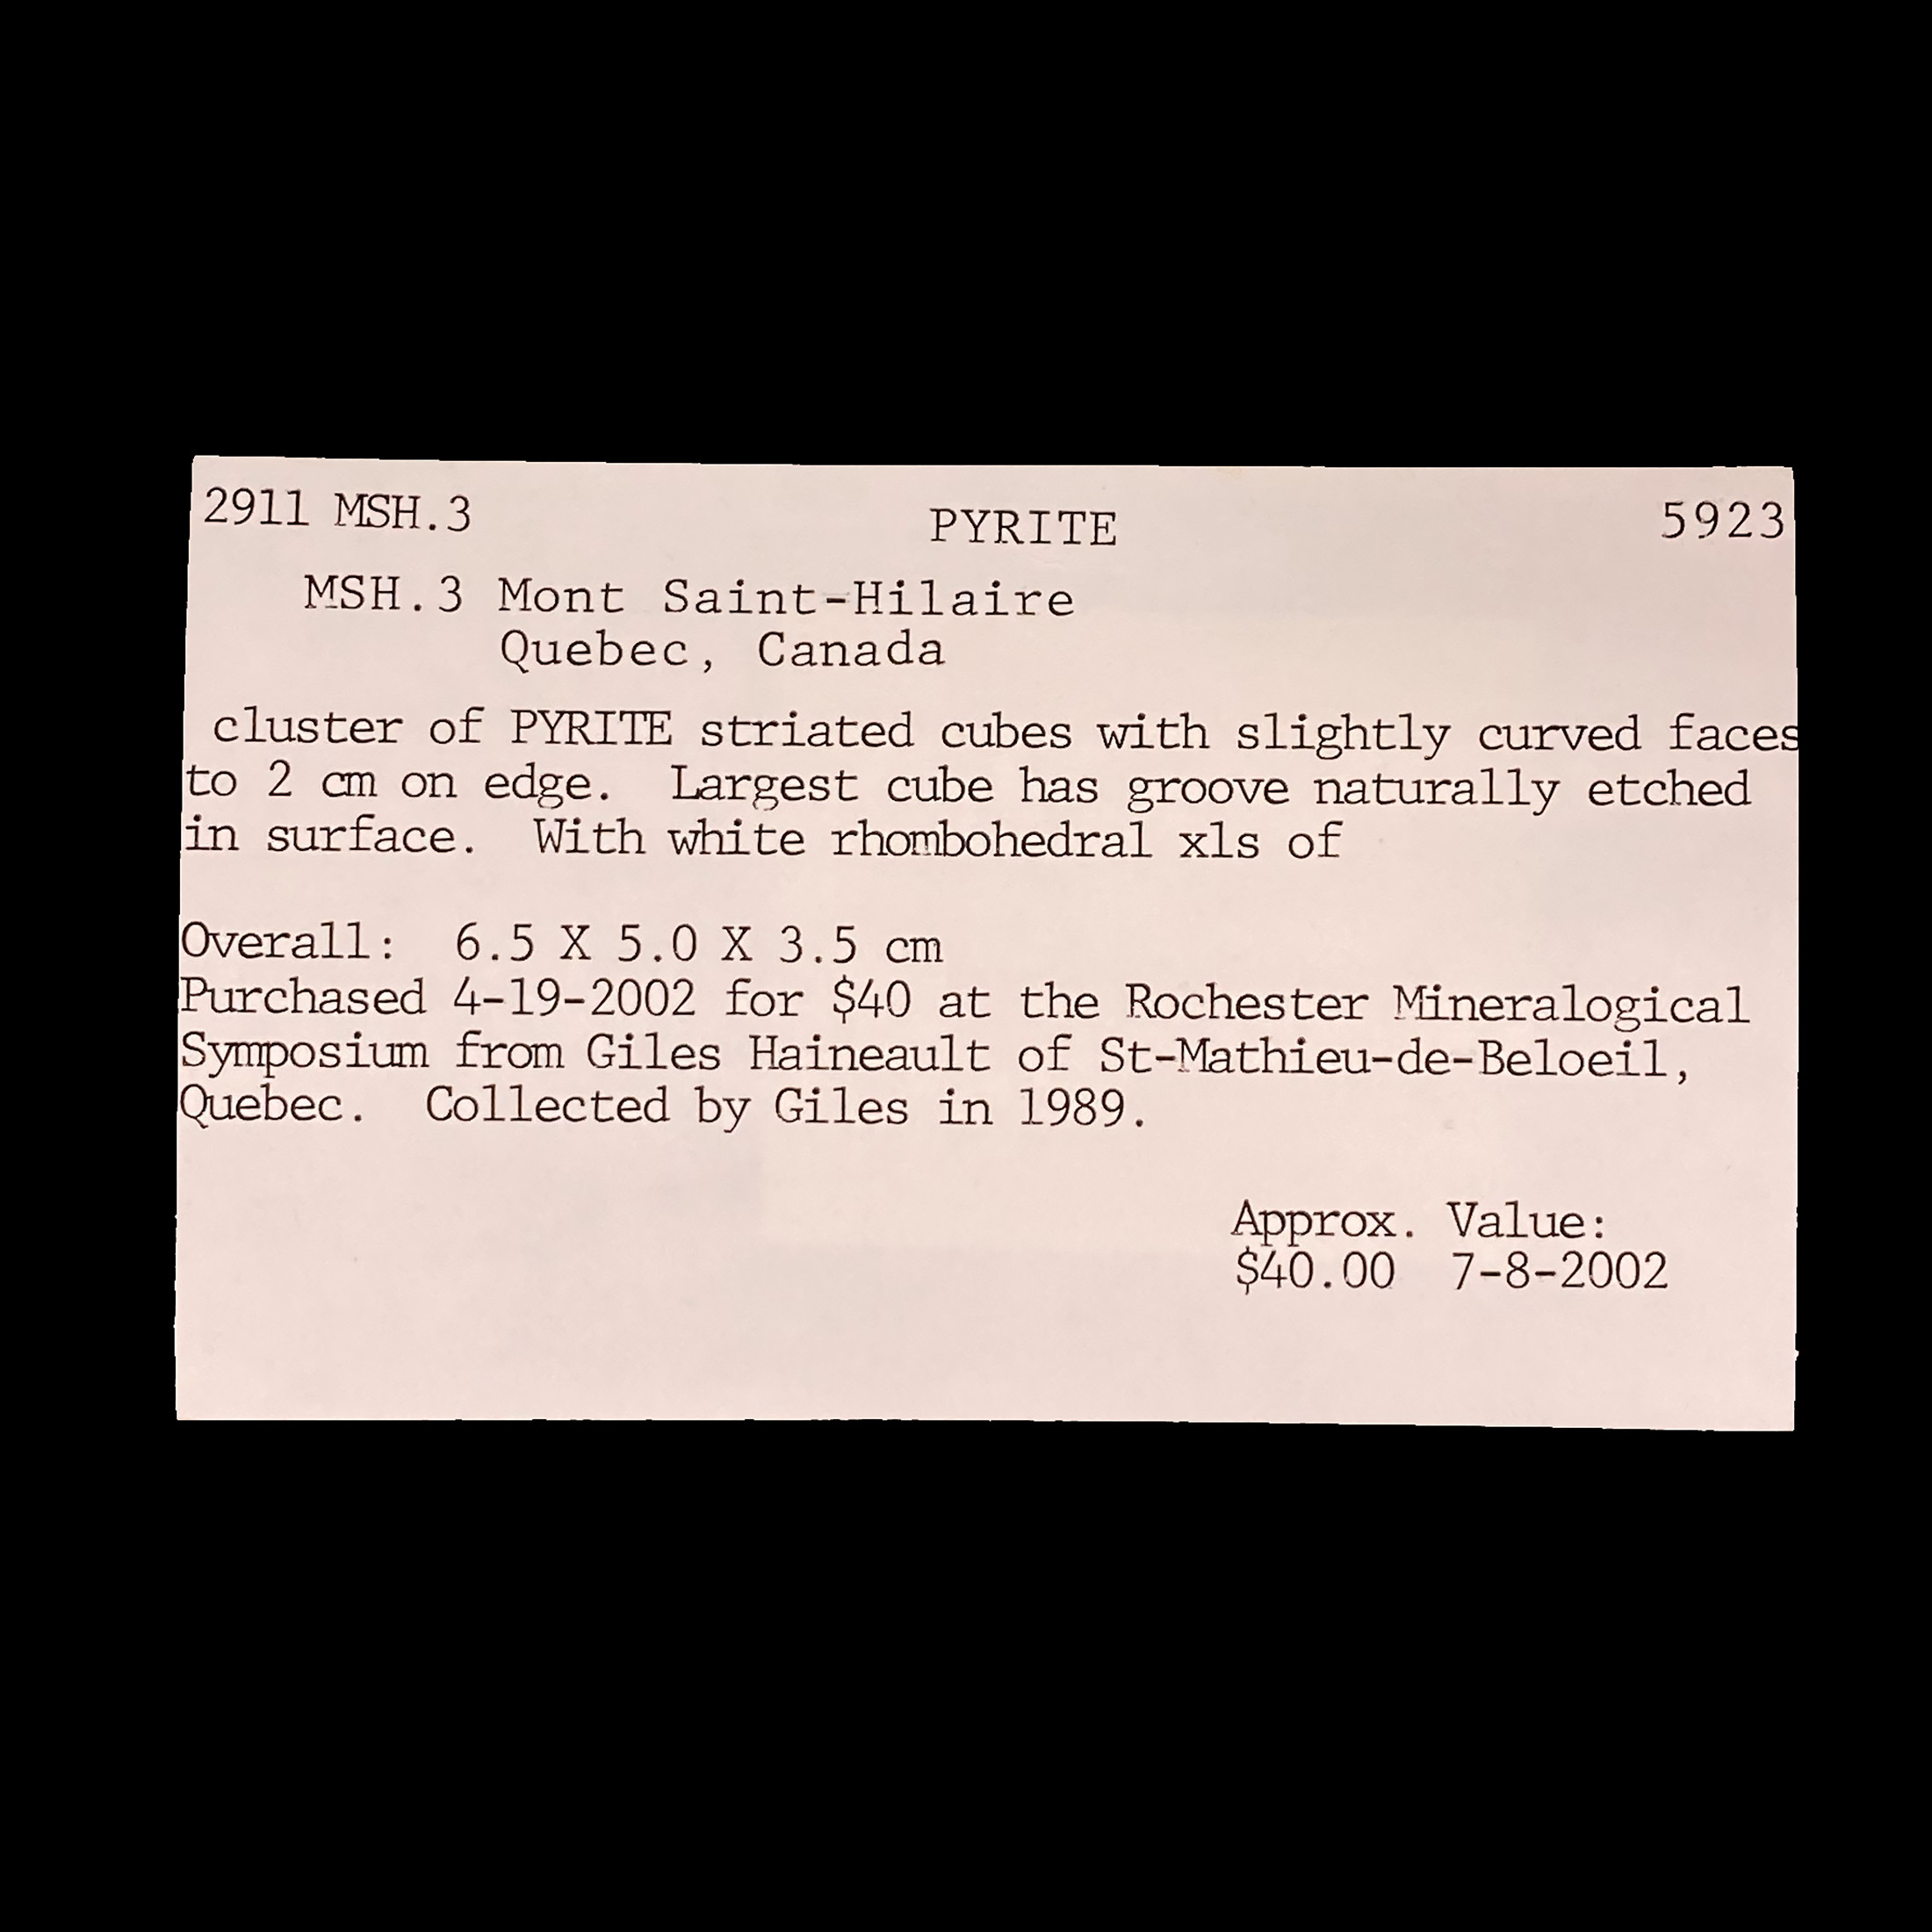 2911 MSH.3 PYRITE 5923
MSH.3 Mont Saint-Hilaire
Quebec, Canada
cluster of PYRITE striated cubes with slightly curved faces
to 2 cm on edge. Largest cube has groove naturally etched
in surface. With white rhombohedral xls of
Overall: 6.5 X 5.0 X 3.5 cm
Purchased 4-19-2002 for $40 at the Rochester Mineralogical
Symposium from Giles Haineault of St-Mathieu-de-Beloeil,
Quebec. Collected by Giles in 1989.
Approx. Value:
$40.00 7-8-2002